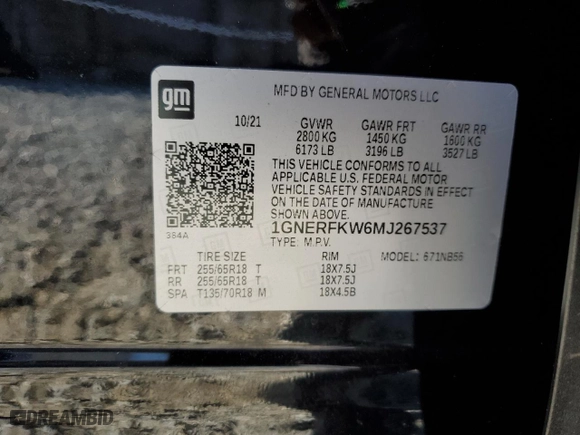 gm
MFD BY GENERAL MOTORS LLC
10/21 GVWR GAWR FRT GAWR RR
2800 KG 1450 KG 1600 KG
6173 LB 3196 LB 3527 LB
THIS VEHICLE CONFORMS TO ALL
APPLICABLE U.S. FEDERAL MOTOR
VEHICLE SAFETY STANDARDS IN EFFECT
ON THE DATE OF MANUFACTURE
SHOWN ABOVE.
384A 1GNERFKW6MJ267537
TYPE: M.P.V. MODEL: 671NB56
TIRE SIZE RIM
FRT 255/65R18 T 18X7.5J
RR 255/65R18 T 18X7.5J
SPA T135/70R18 M 18X4.5B
DREAMBID